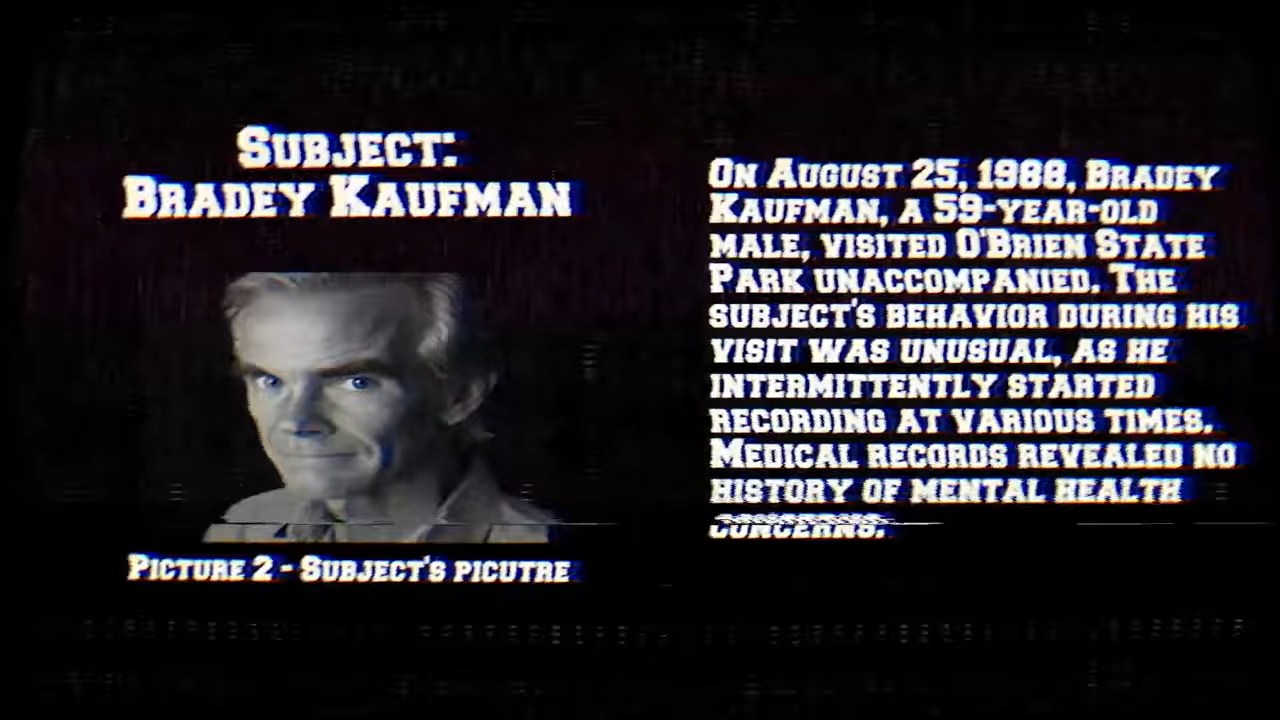 Subject:
Bradey Kaufman
Picture 2 - Subject's picutre
On August 25, 1988, Bradey
Kaufman, a 59-year-old
male, visited O'Brien State
Park unaccompanied. The
subject's behavior during his
visit was unusual, as he
intermittently started
recording at various times.
Medical records revealed no
history of mental health
concerns.